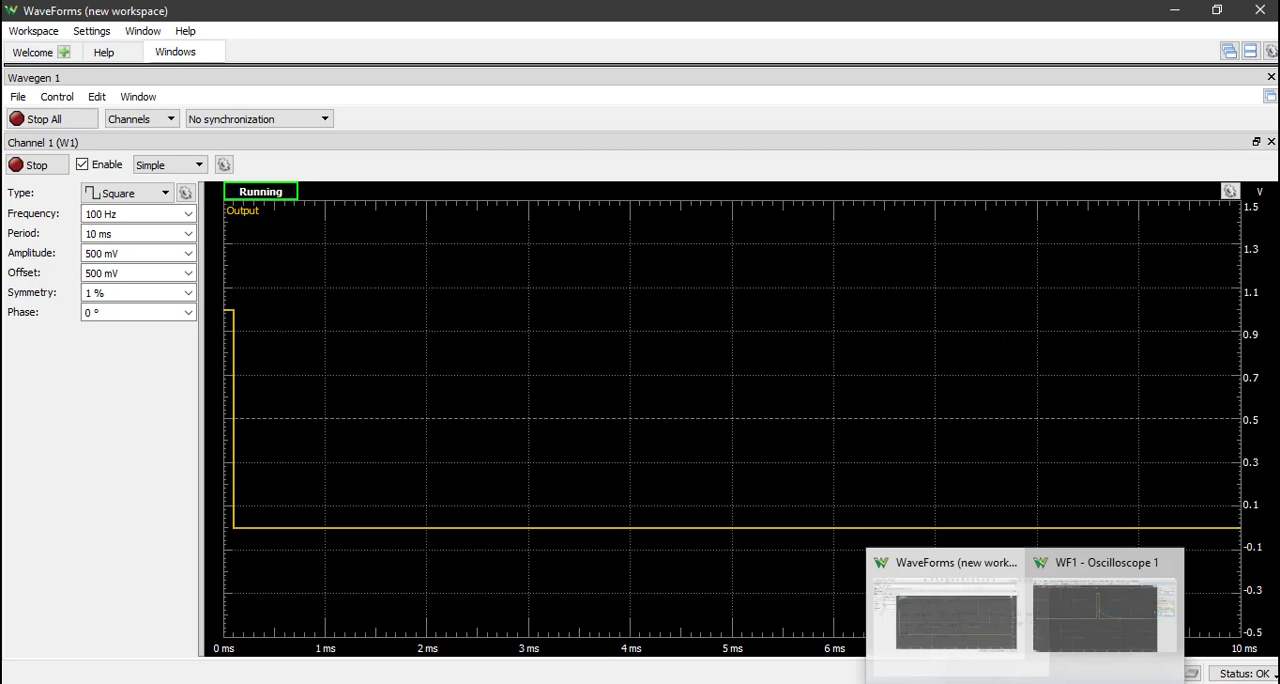 WaveForms (new workspace)
Workspace Settings Window Help
Welcome Help Windows
Wavegen 1
File Control Edit Window
Stop All Channels No synchronization
Channel 1 (W1)
Stop Enable Simple
Type: Square Running V
Frequency: 100 Hz Output 1.5
Period: 10 ms
Amplitude: 500 mV 1.3
Offset: 500 mV
Symmetry: 1 % 1.1
Phase: 0 °
0.9
0.7
0.5
0.3
0.1
-0.1
WaveForms (new work... WF1 - Oscilloscope 1
-0.3
-0.5
0 ms 1 ms 2 ms 3 ms 4 ms 5 ms 6 ms 10 ms
Status: OK